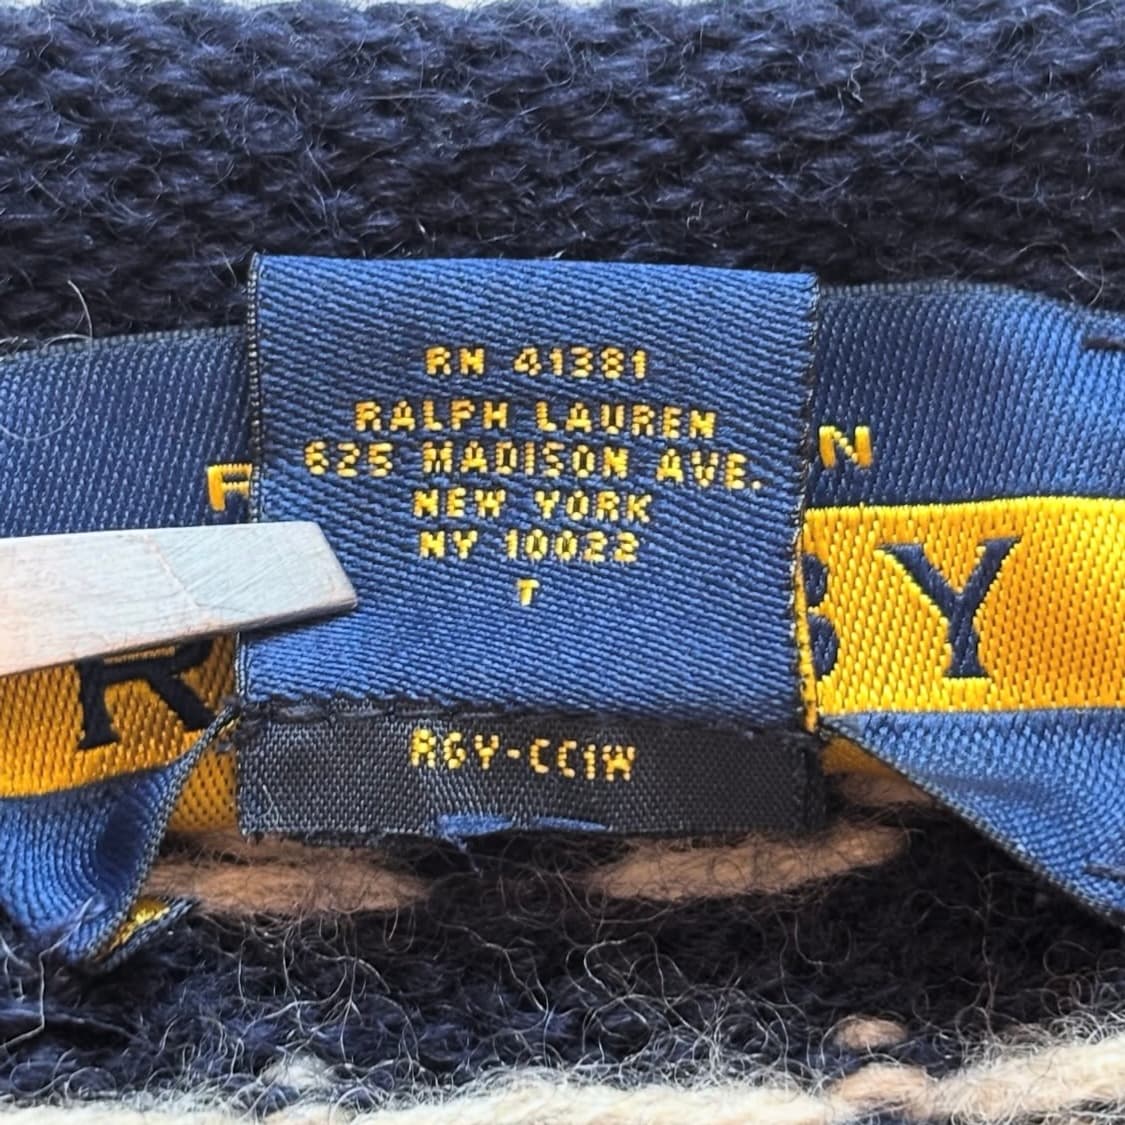 RN 41381
RALPH LAUREN
625 MADISON AVE.
NEW YORK
NY 10022
T
RGY-CC1W
R
N
R
BY